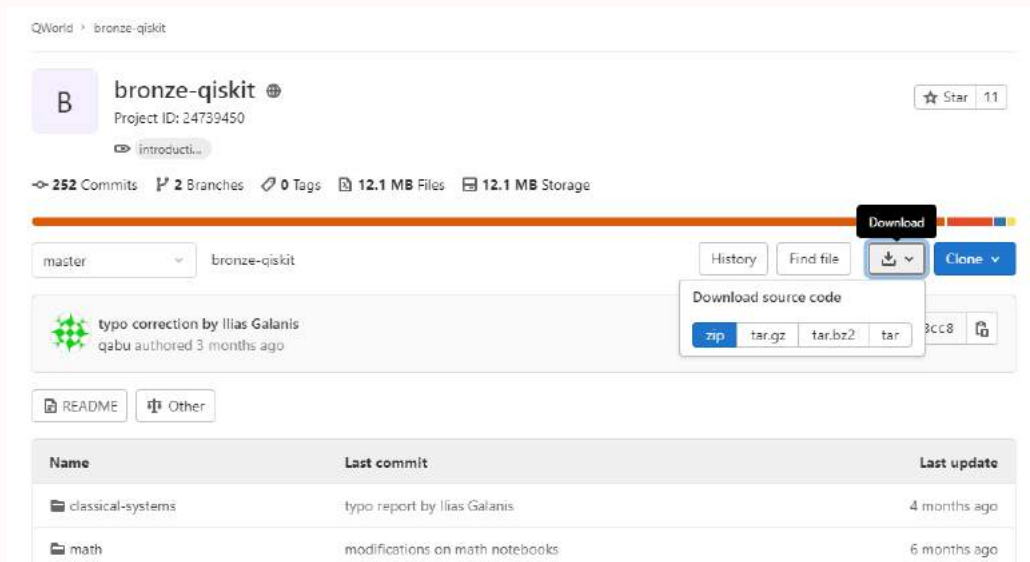 QWorld > bronze-qiskit
B
bronze-qiskit
Project ID: 24739450
introducti...
Star 11
252 Commits 2 Branches 0 Tags 12.1 MB Files 12.1 MB Storage
Download
master
bronze-qiskit
History
Find file
Clone
Download source code
zip tar.gz tar.bz2 tar
typo correction by Ilias Galanis
qabu authored 3 months ago
3cc8
README
Other
Name Last commit Last update
classical-systems typo report by Ilias Galanis 4 months ago
math modifications on math notebooks 6 months ago